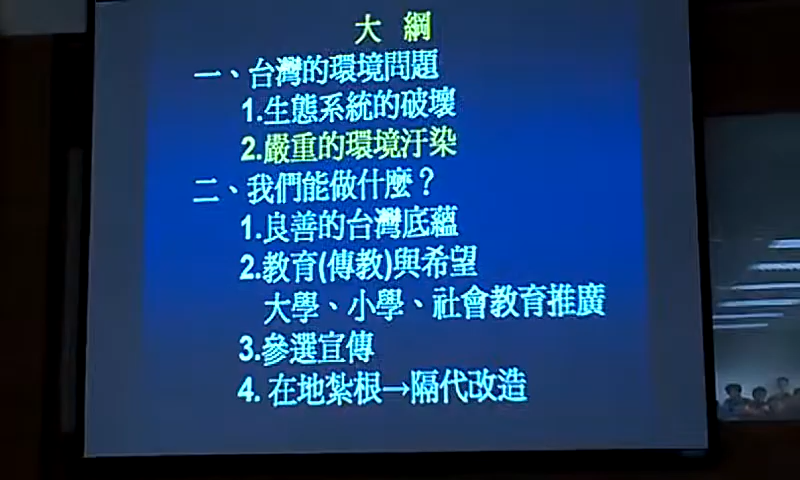 大 綱
一、台灣的環境問題
1.生態系統的破壞
2.嚴重的環境汙染
二、我們能做什麼？
1.良善的台灣底蘊
2.教育(傳教)與希望
大學、小學、社會教育推廣
3.參選宣傳
4. 在地紮根→隔代改造